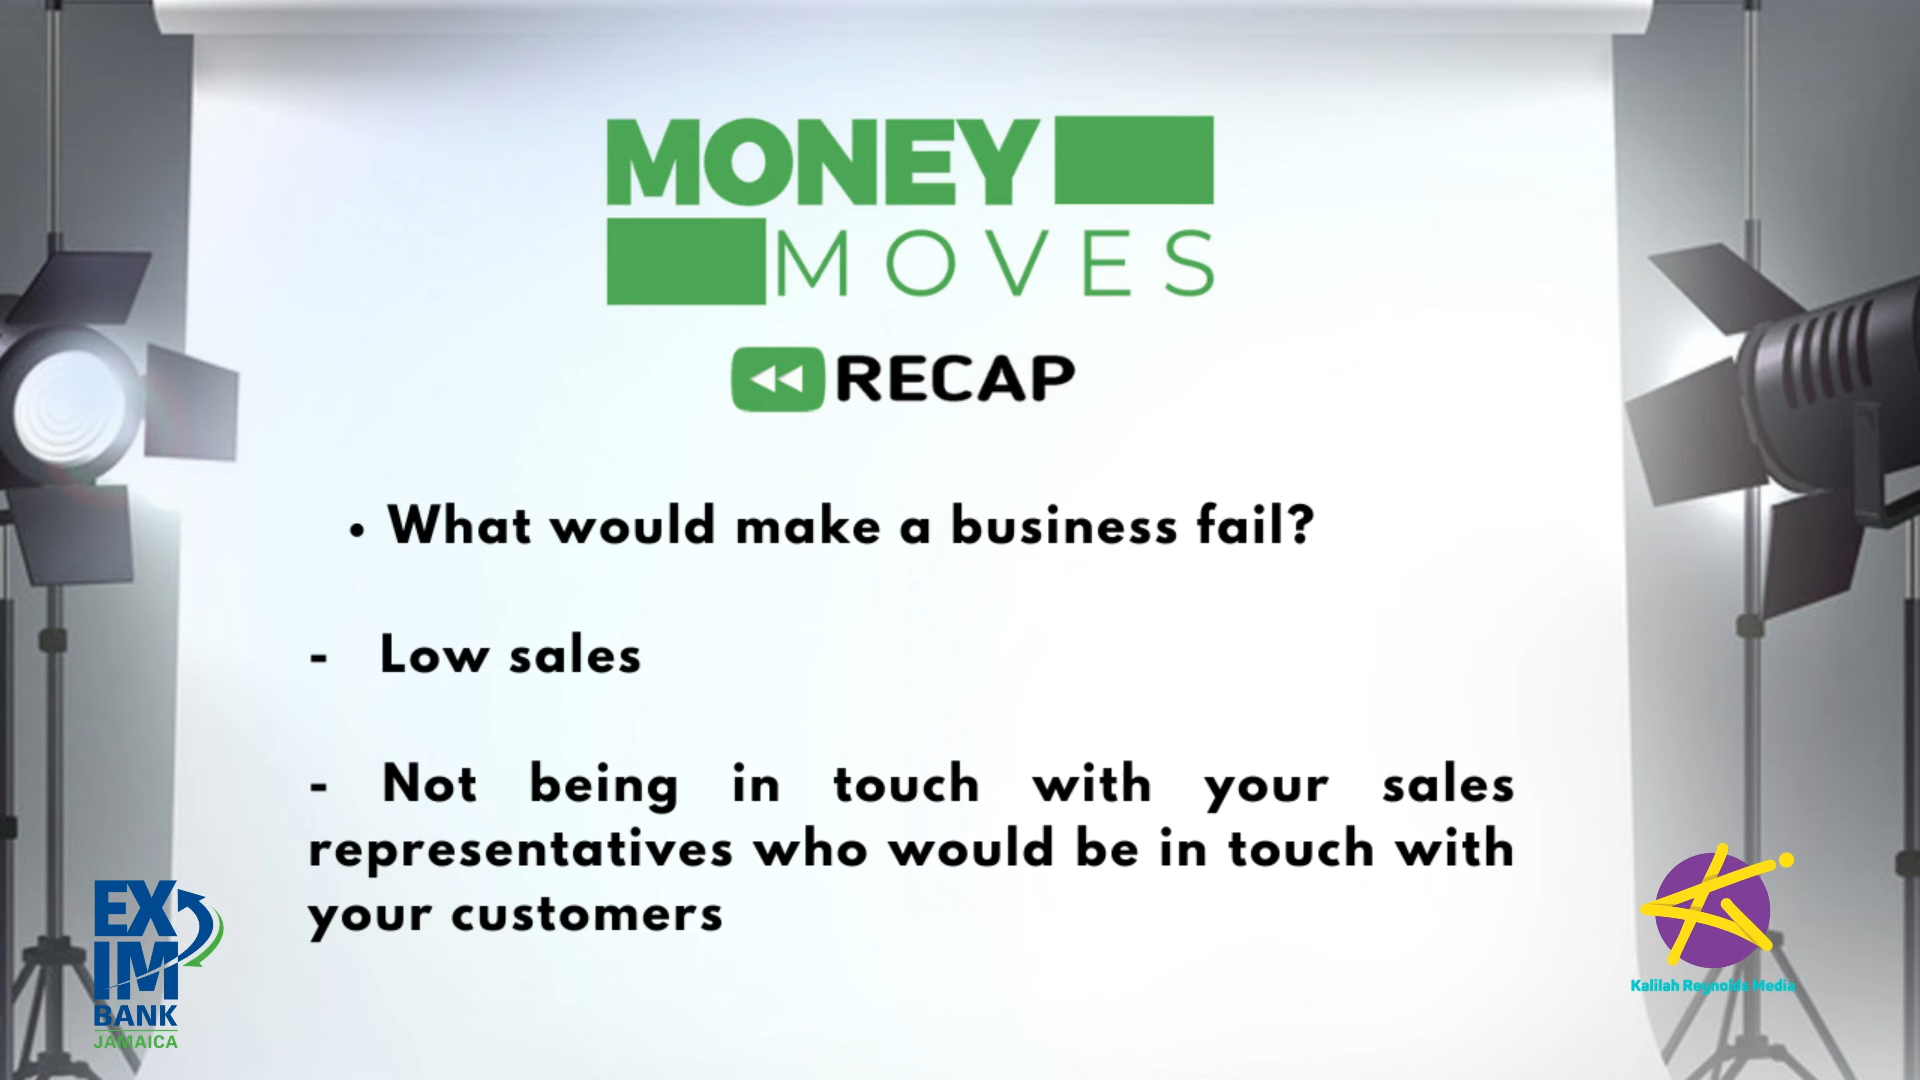 MONEY
MOVES
RECAP
• What would make a business fail?
- Low sales
- Not being in touch with your sales
representatives who would be in touch with
your customers
EX
IM
BANK
JAMAICA
Kalilah Reynolds Media